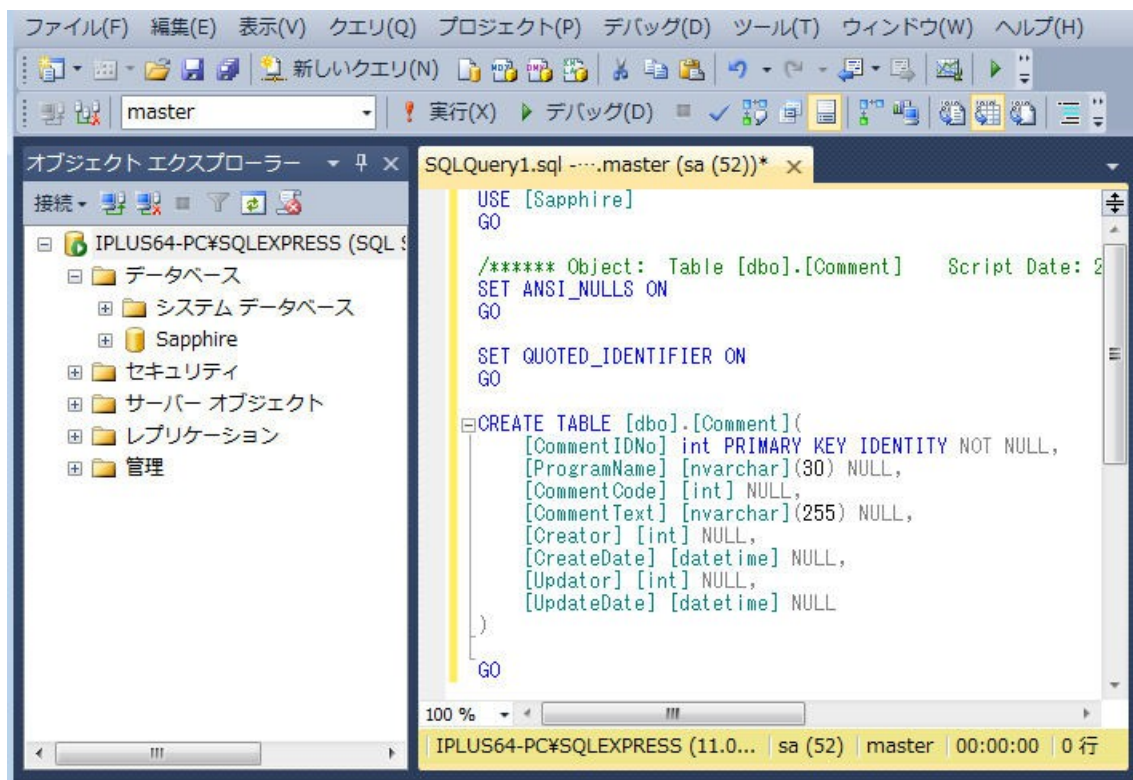 ファイル(F) 編集(E) 表示(V) クエリ(Q) プロジェクト(P) デバッグ(D) ツール(T) ウィンドウ(W) ヘルプ(H)
新しいクエリ(N)
master 実行(X) デバッグ(D)
オブジェクト エクスプローラー
接続
IPLUS64-PC¥SQLEXPRESS (SQL
データベース
システム データベース
Sapphire
セキュリティ
サーバー オブジェクト
レプリケーション
管理
SQLQuery1.sql -....master (sa (52))*
USE [Sapphire]
GO
/****** Object:  Table [dbo].[Comment]    Script Date: 2
SET ANSI_NULLS ON
GO
SET QUOTED_IDENTIFIER ON
GO
CREATE TABLE [dbo].[Comment](
[CommentIDNo] int PRIMARY KEY IDENTITY NOT NULL,
[ProgramName] [nvarchar](30) NULL,
[CommentCode] [int] NULL,
[CommentText] [nvarchar](255) NULL,
[Creator] [int] NULL,
[CreateDate] [datetime] NULL,
[Updator] [int] NULL,
[UpdateDate] [datetime] NULL
)
GO
100 %
IPLUS64-PC¥SQLEXPRESS (11.0... sa (52) master 00:00:00 0 行